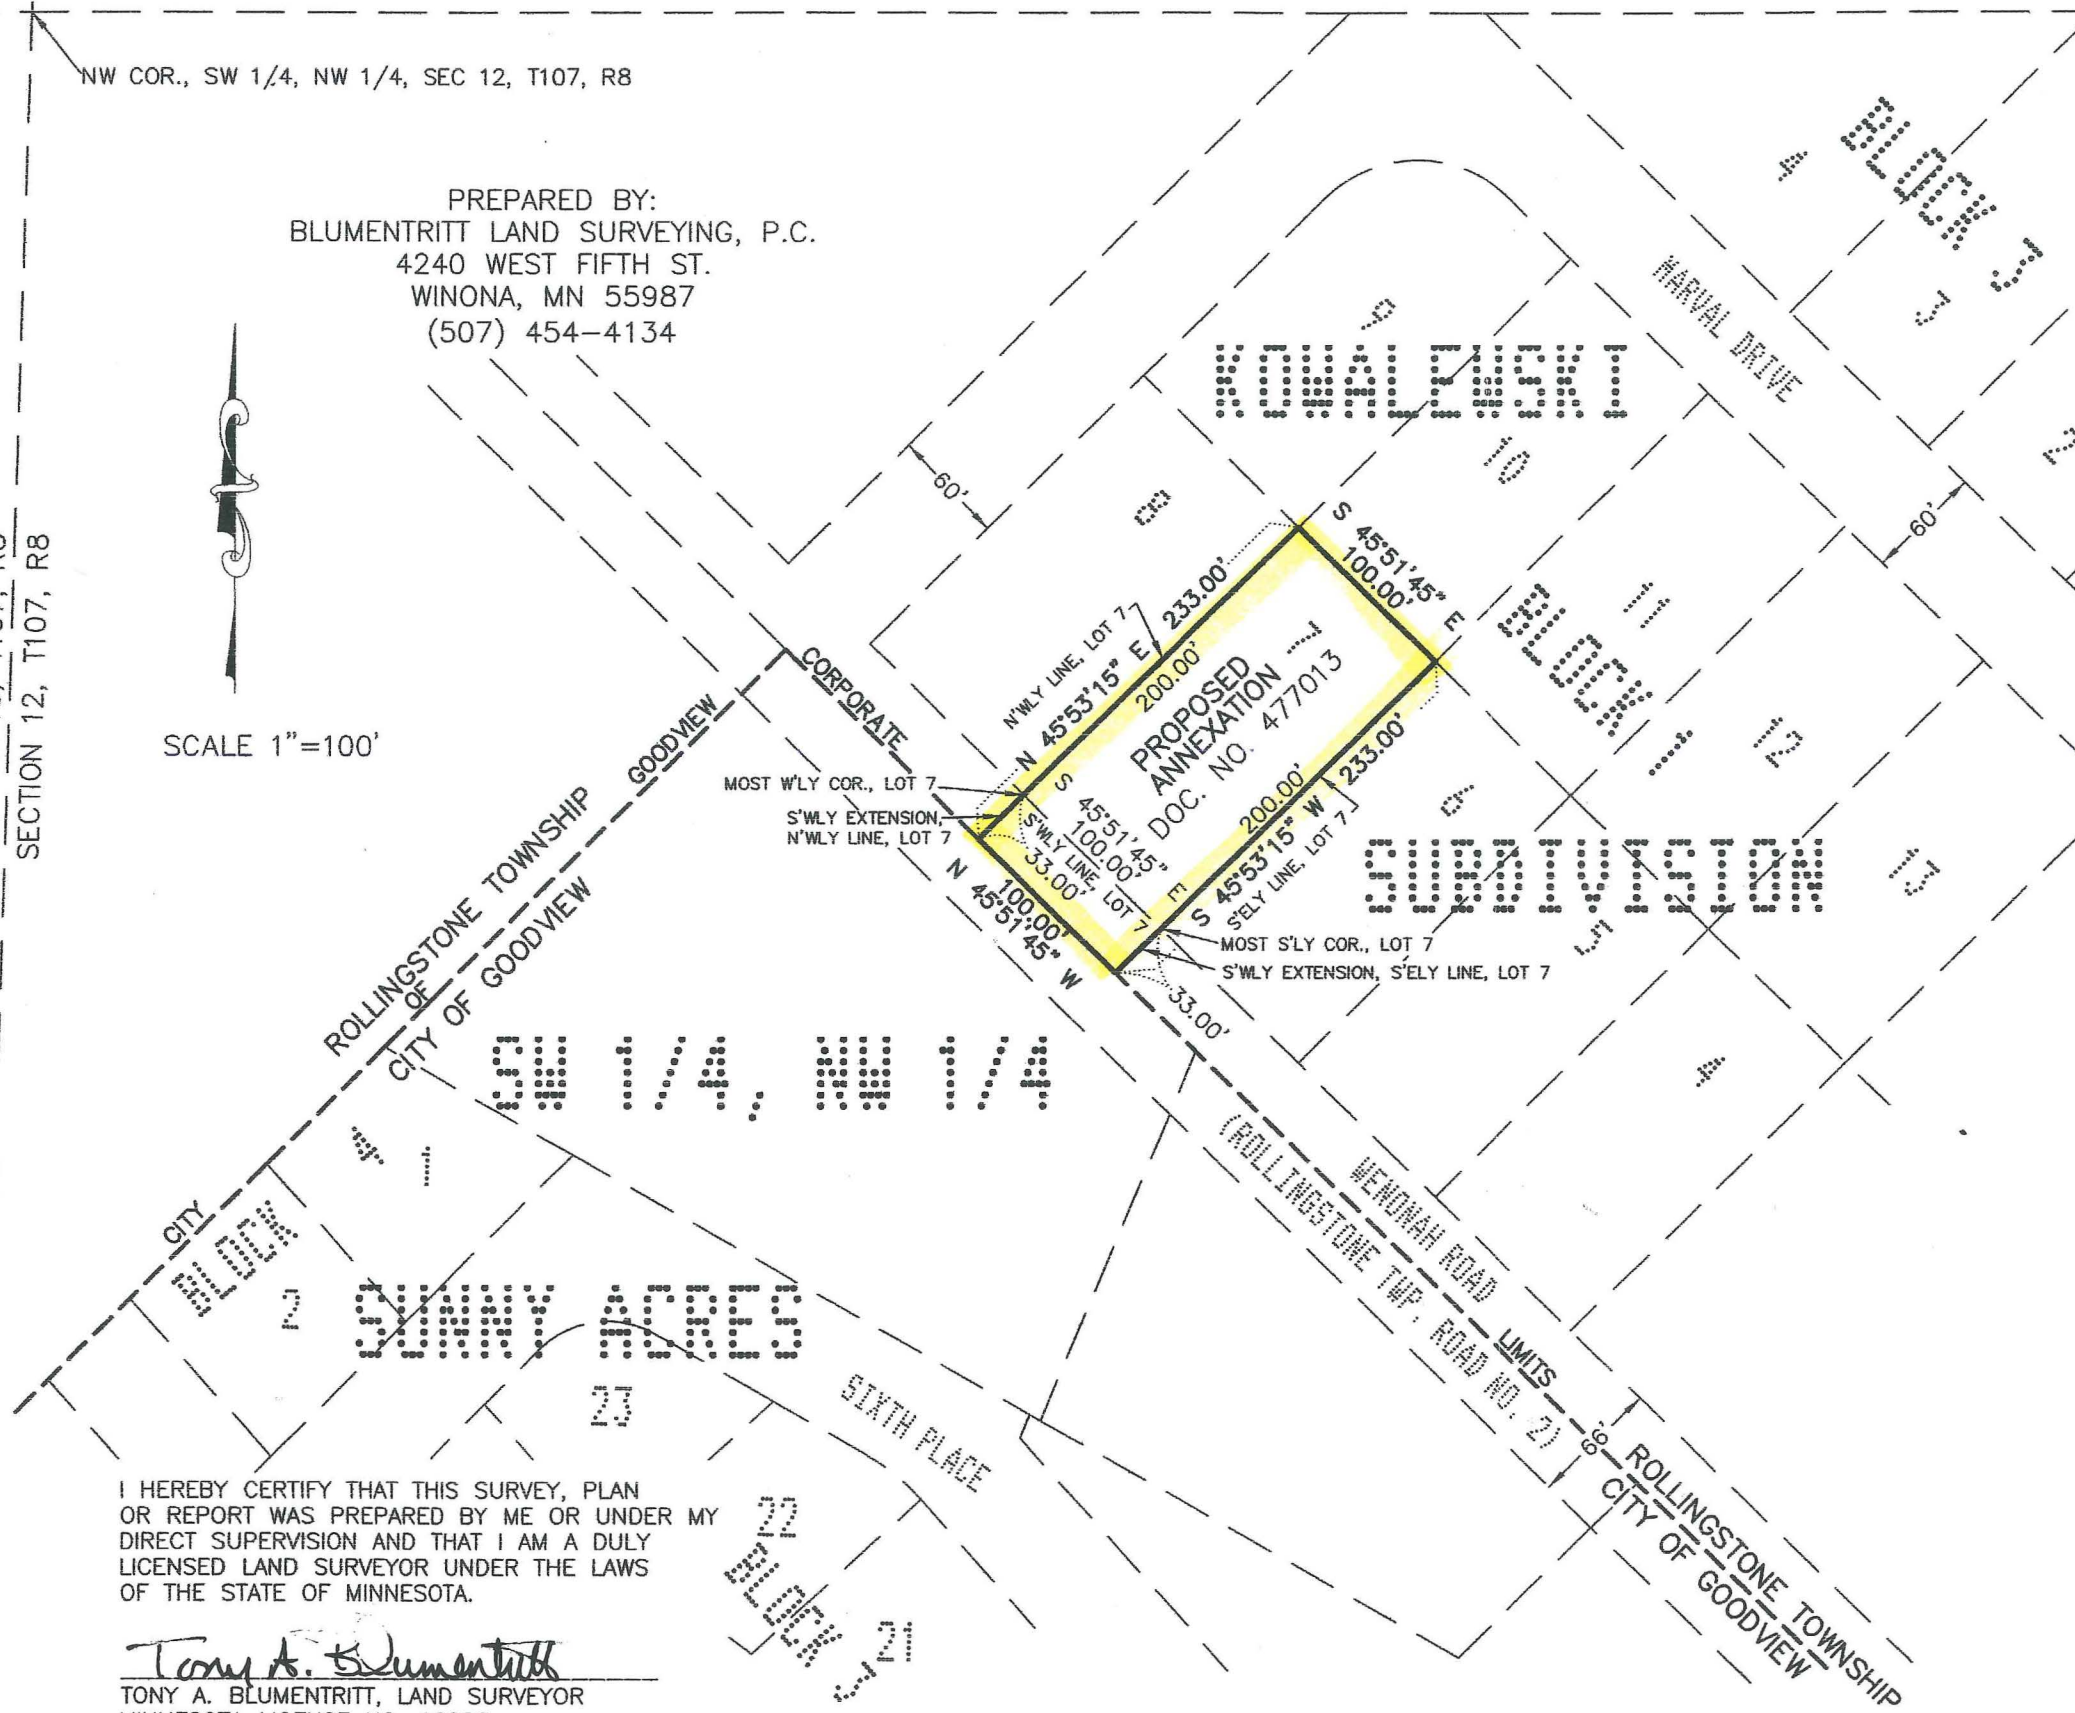 NW COR., SW 1/4, NW 1/4, SEC 12, T107, R8
PREPARED BY:
BLUMENTRITT LAND SURVEYING, P.C.
4240 WEST FIFTH ST.
WINONA, MN 55987
(507) 454-4134
SECTION 12, T107, R8
SCALE 1"=100'
BLOCK 3
4
3
2
MARVAL DRIVE
60'
KOWALEWSKI
9
10
8
60'
BLOCK 1
11
12
13
SUBDIVISION
6
5
4
S 45°51'45" E
100.00'
N'WLY LINE, LOT 7
N 45°53'15" E 233.00'
200.00'
PROPOSED
ANNEXATION
7
DOC. NO. 477013
200.00'
S 45°53'15" W 233.00'
S'ELY LINE, LOT 7
S 45°51'45" E
100.00'
S'WLY LINE, LOT 7
33.00'
100.00'
N 45°51'45" W
MOST W'LY COR., LOT 7
S'WLY EXTENSION,
N'WLY LINE, LOT 7
MOST S'LY COR., LOT 7
S'WLY EXTENSION, S'ELY LINE, LOT 7
33.00'
CORPORATE
GOODVIEW
ROLLINGSTONE TOWNSHIP
OF
CITY OF GOODVIEW
CITY
SW 1/4, NW 1/4
BLOCK 4
1
2
SUNNY ACRES
23
SIXTH PLACE
22
BLOCK 3
21
WENONAH ROAD
(ROLLINGSTONE TWP. ROAD NO. 2)
LIMITS
66'
ROLLINGSTONE TOWNSHIP
CITY OF GOODVIEW
I HEREBY CERTIFY THAT THIS SURVEY, PLAN
OR REPORT WAS PREPARED BY ME OR UNDER MY
DIRECT SUPERVISION AND THAT I AM A DULY
LICENSED LAND SURVEYOR UNDER THE LAWS
OF THE STATE OF MINNESOTA.
Tony A. Blumentritt
TONY A. BLUMENTRITT, LAND SURVEYOR